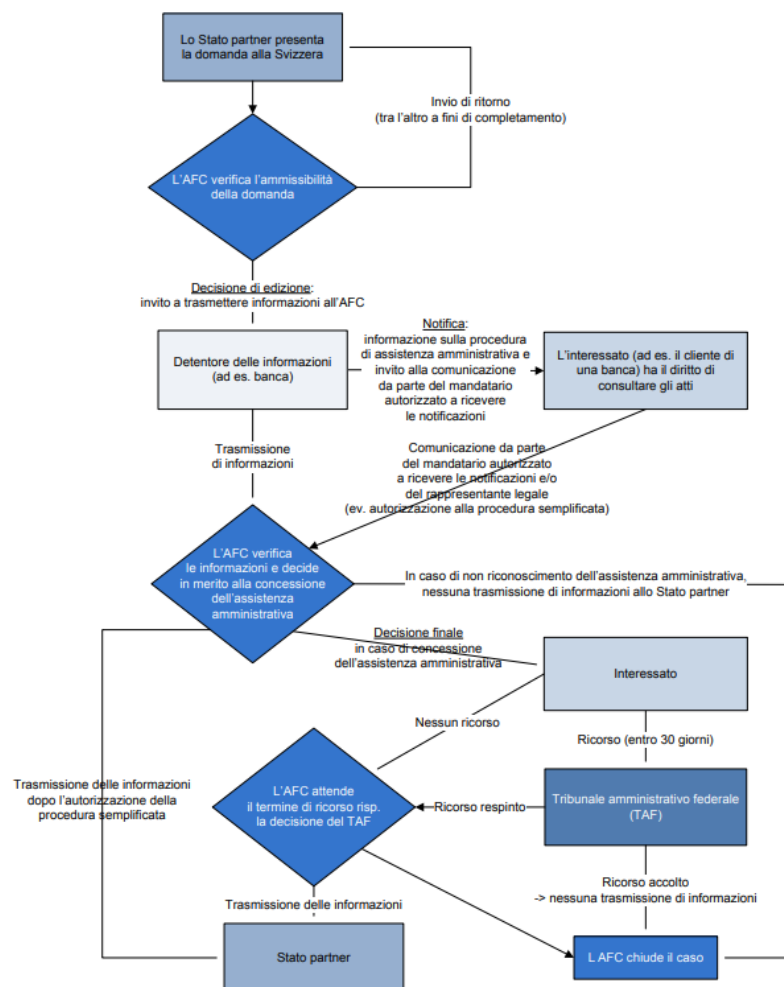 Lo Stato partner presenta
la domanda alla Svizzera
Invio di ritorno
(tra l'altro a fini di completamento)
L'AFC verifica l'ammissibilità
della domanda
Decisione di edizione:
invito a trasmettere informazioni all'AFC
Notifica:
informazione sulla procedura
di assistenza amministrativa e
invito alla comunicazione
da parte del mandatario
autorizzato a ricevere
le notificazioni
Detentore delle informazioni
(ad es. banca)
L'interessato (ad es. il cliente di
una banca) ha il diritto di
consultare gli atti
Trasmissione
di informazioni
Comunicazione da parte
del mandatario autorizzato
a ricevere le notificazioni e/o
del rappresentante legale
(ev. autorizzazione alla procedura semplificata)
L'AFC verifica
le informazioni e decide
in merito alla concessione
dell'assistenza
amministrativa
In caso di non riconoscimento dell'assistenza amministrativa,
nessuna trasmissione di informazioni allo Stato partner
Decisione finale
in caso di concessione
dell'assistenza amministrativa
Interessato
Nessun ricorso
Ricorso (entro 30 giorni)
Trasmissione delle informazioni
dopo l'autorizzazione della
procedura semplificata
L'AFC attende
il termine di ricorso risp.
la decisione del TAF
Ricorso respinto
Tribunale amministrativo federale
(TAF)
Ricorso accolto
-> nessuna trasmissione di informazioni
Trasmissione delle informazioni
Stato partner
L AFC chiude il caso